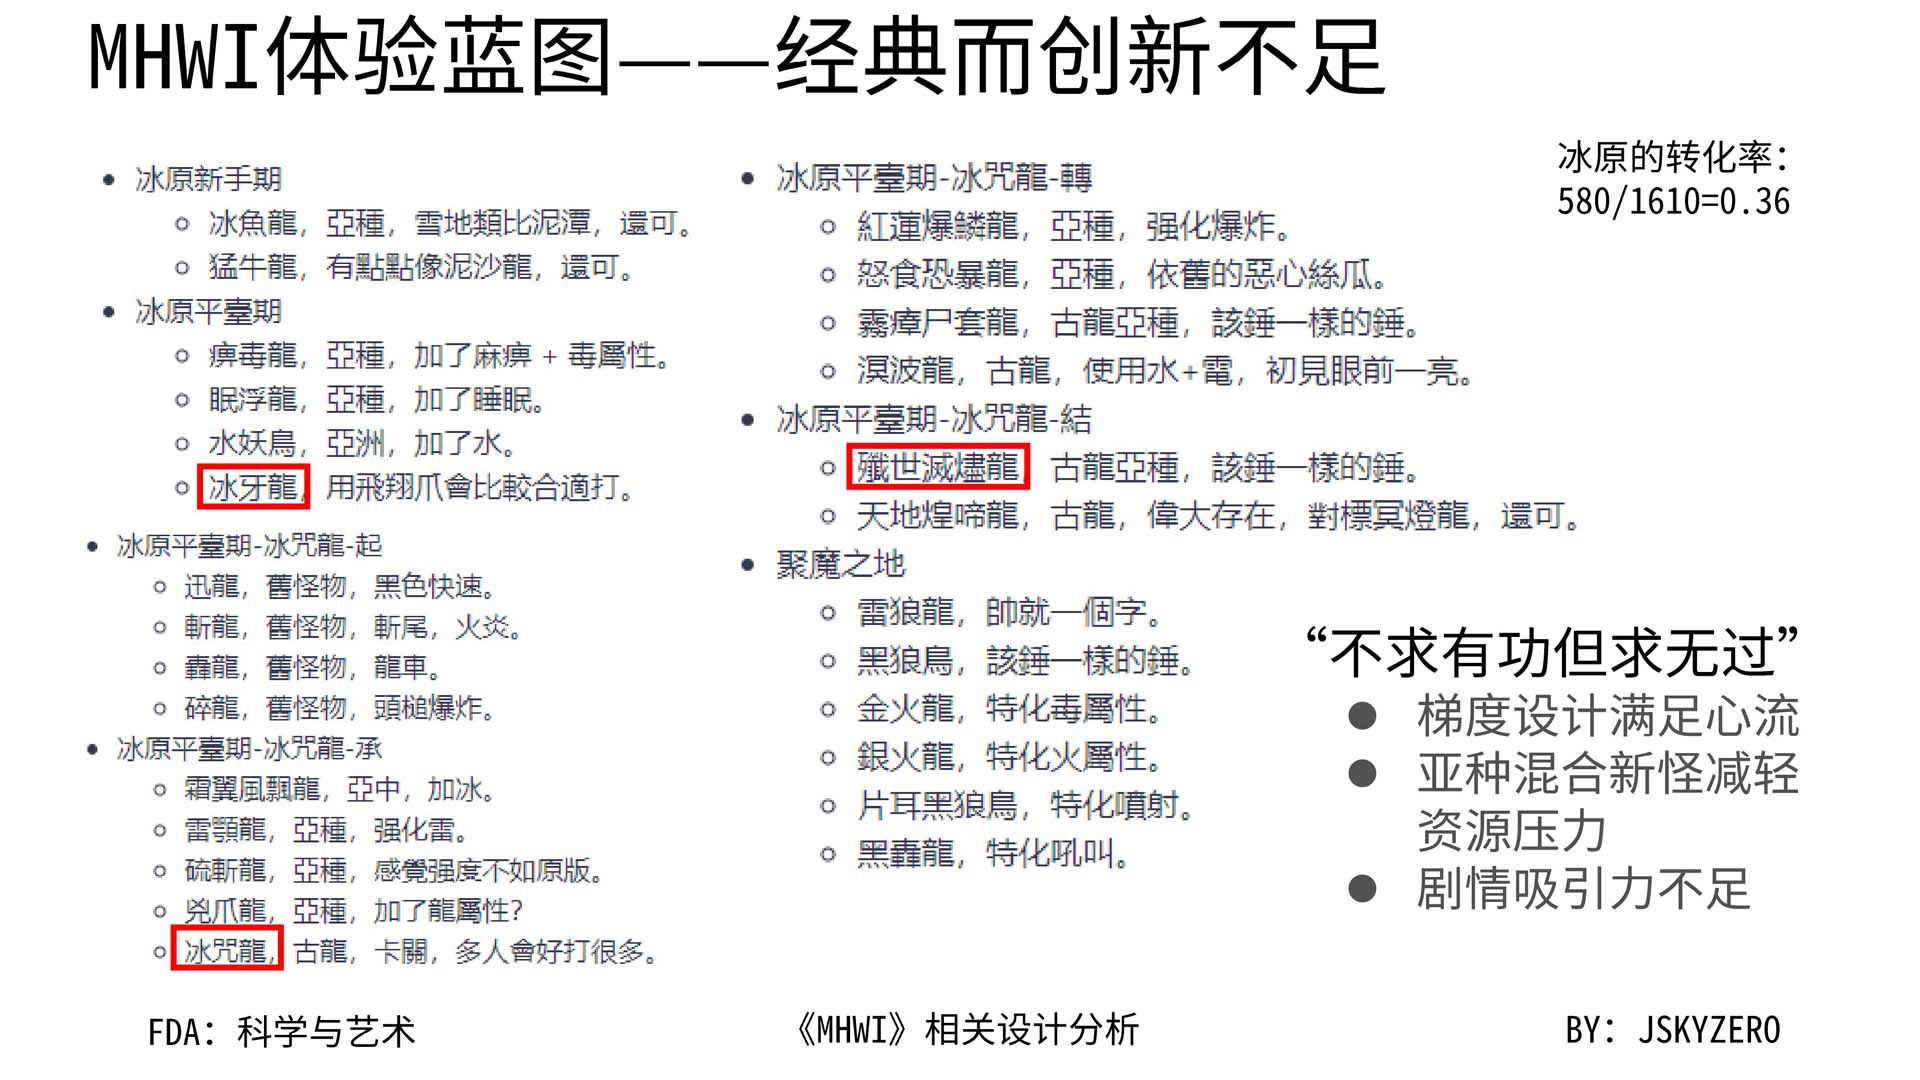 MHWI体验蓝图——经典而创新不足
冰原的转化率：
580/1610=0.36
• 冰原新手期
○ 冰魚龍，亞種，雪地類比泥潭，還可。
○ 猛牛龍，有點點像泥沙龍，還可。
• 冰原平臺期
○ 痹毒龍，亞種，加了麻痹 + 毒屬性。
○ 眠浮龍，亞種，加了睡眠。
○ 水妖鳥，亞洲，加了水。
○ 冰牙龍，用飛翔爪會比較合適打。
• 冰原平臺期-冰咒龍-起
○ 迅龍，舊怪物，黑色快速。
○ 斬龍，舊怪物，斬尾，火炎。
○ 轟龍，舊怪物，龍車。
○ 碎龍，舊怪物，頭槌爆炸。
• 冰原平臺期-冰咒龍-承
○ 霜翼風飄龍，亞中，加冰。
○ 雷顎龍，亞種，强化雷。
○ 硫斬龍，亞種，感覺强度不如原版。
○ 兇爪龍，亞種，加了龍屬性？
○ 冰咒龍，古龍，卡關，多人會好打很多。
• 冰原平臺期-冰咒龍-轉
○ 紅蓮爆鱗龍，亞種，强化爆炸。
○ 怒食恐暴龍，亞種，依舊的惡心絲瓜。
○ 霧瘴尸套龍，古龍亞種，該錘一樣的錘。
○ 溟波龍，古龍，使用水+電，初見眼前一亮。
• 冰原平臺期-冰咒龍-結
○ 殲世滅燼龍，古龍亞種，該錘一樣的錘。
○ 天地煌啼龍，古龍，偉大存在，對標冥燈龍，還可。
• 聚魔之地
○ 雷狼龍，帥就一個字。
○ 黑狼鳥，該錘一樣的錘。
○ 金火龍，特化毒屬性。
○ 銀火龍，特化火屬性。
○ 片耳黑狼鳥，特化噴射。
○ 黑轟龍，特化吼叫。
“不求有功但求无过”
● 梯度设计满足心流
● 亚种混合新怪减轻
资源压力
● 剧情吸引力不足
FDA：科学与艺术
《MHWI》相关设计分析
BY：JSKYZERO